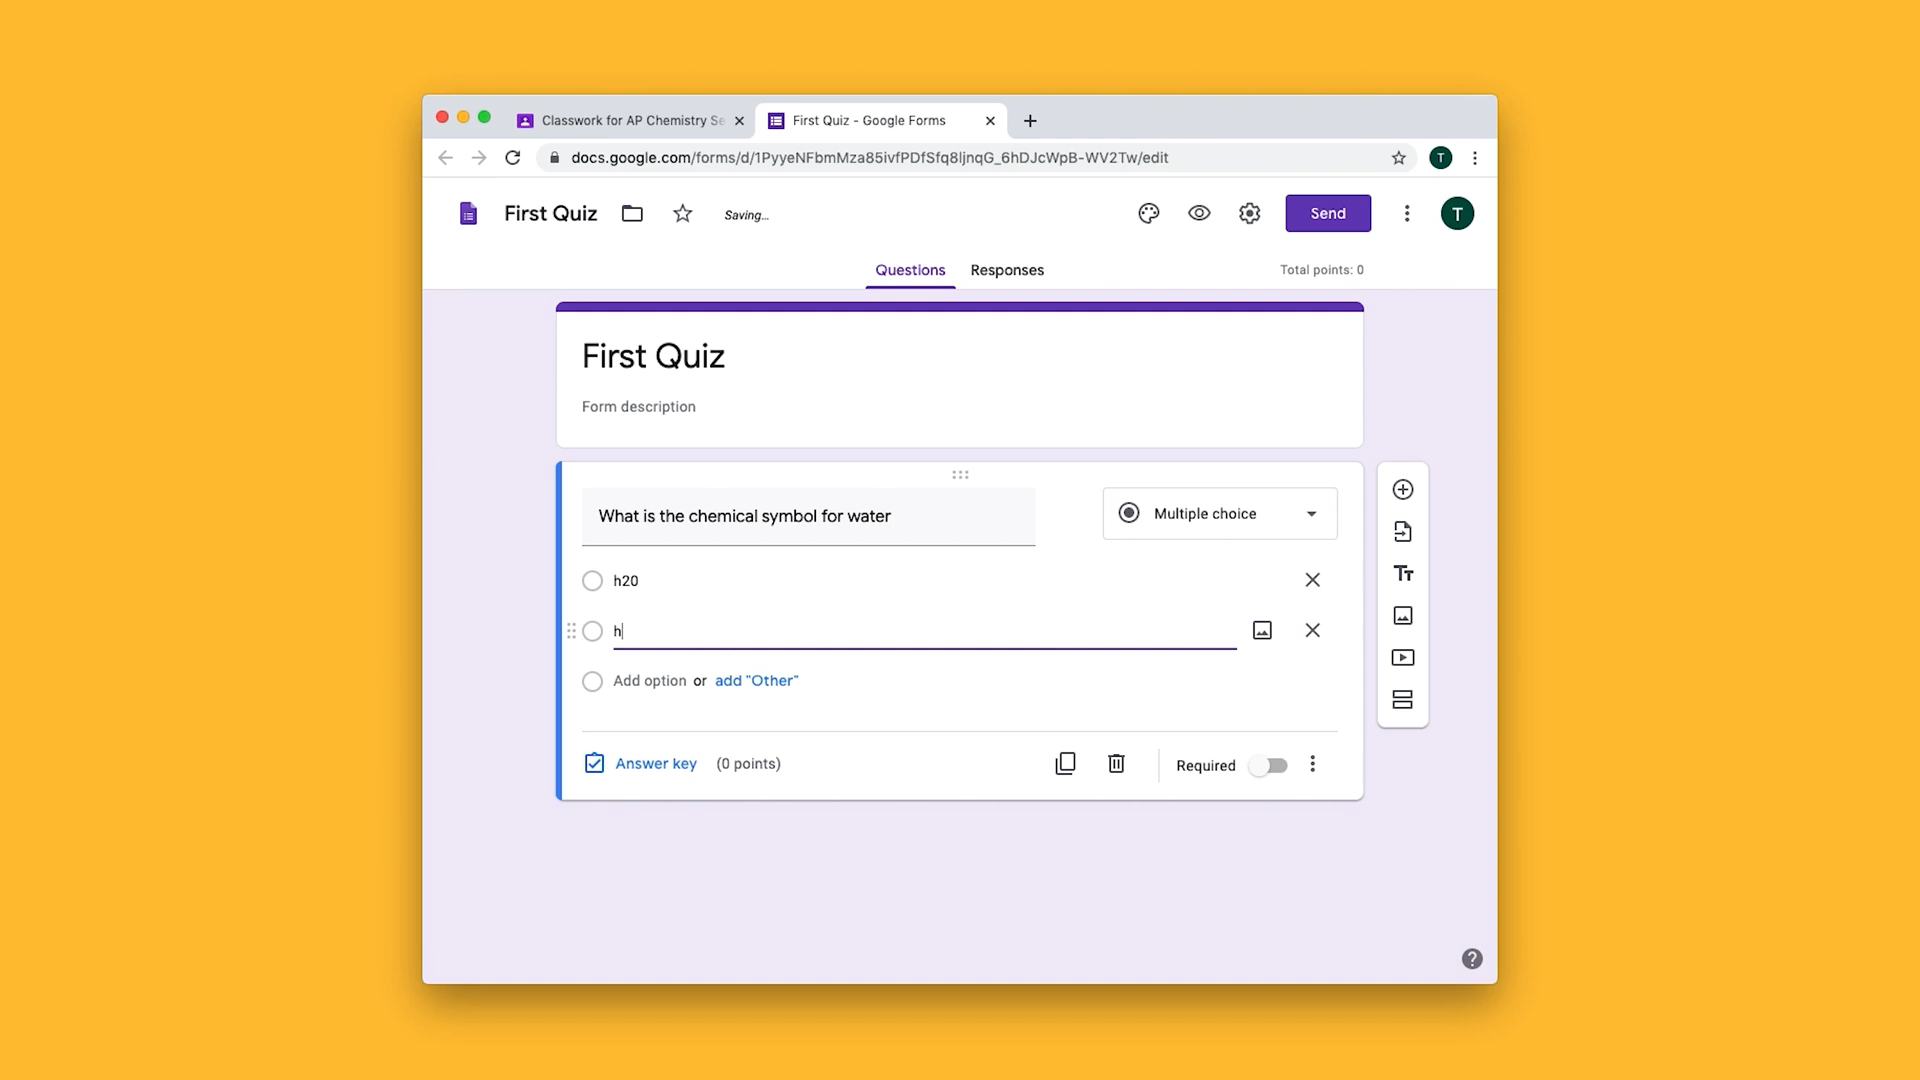 Classwork for AP Chemistry Se
First Quiz - Google Forms
docs.google.com/forms/d/1PyyeNFbmMza85ivfPDfSfq8ljnqG_6hDJcWpB-WV2Tw/edit
T
First Quiz
Saving...
Send
T
Questions
Responses
Total points: 0
First Quiz
Form description
What is the chemical symbol for water
Multiple choice
h20
h
Add option or add "Other"
Answer key (0 points)
Required